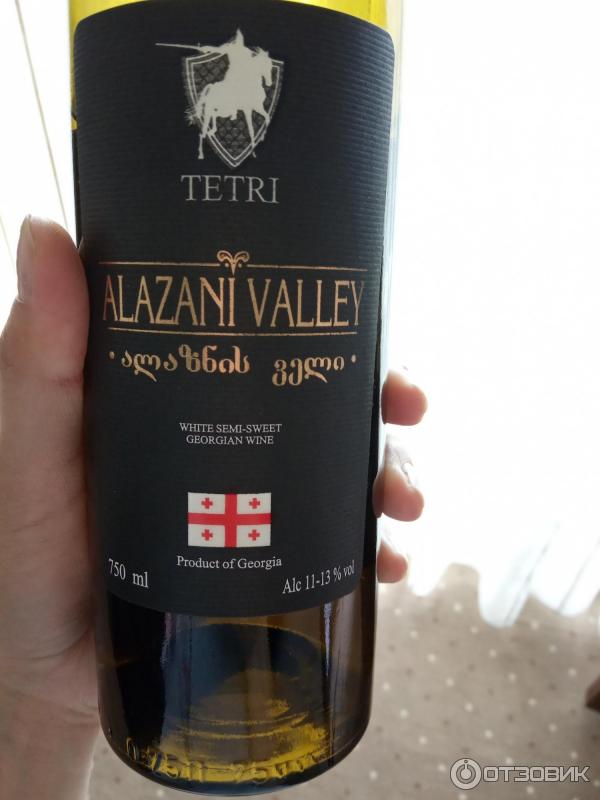 TETRI
ALAZANI VALLEY
• ალაზნის ველი •
WHITE SEMI-SWEET
GEORGIAN WINE
Product of Georgia
750 ml
Alc 11-13 % vol
ОТЗОВИК